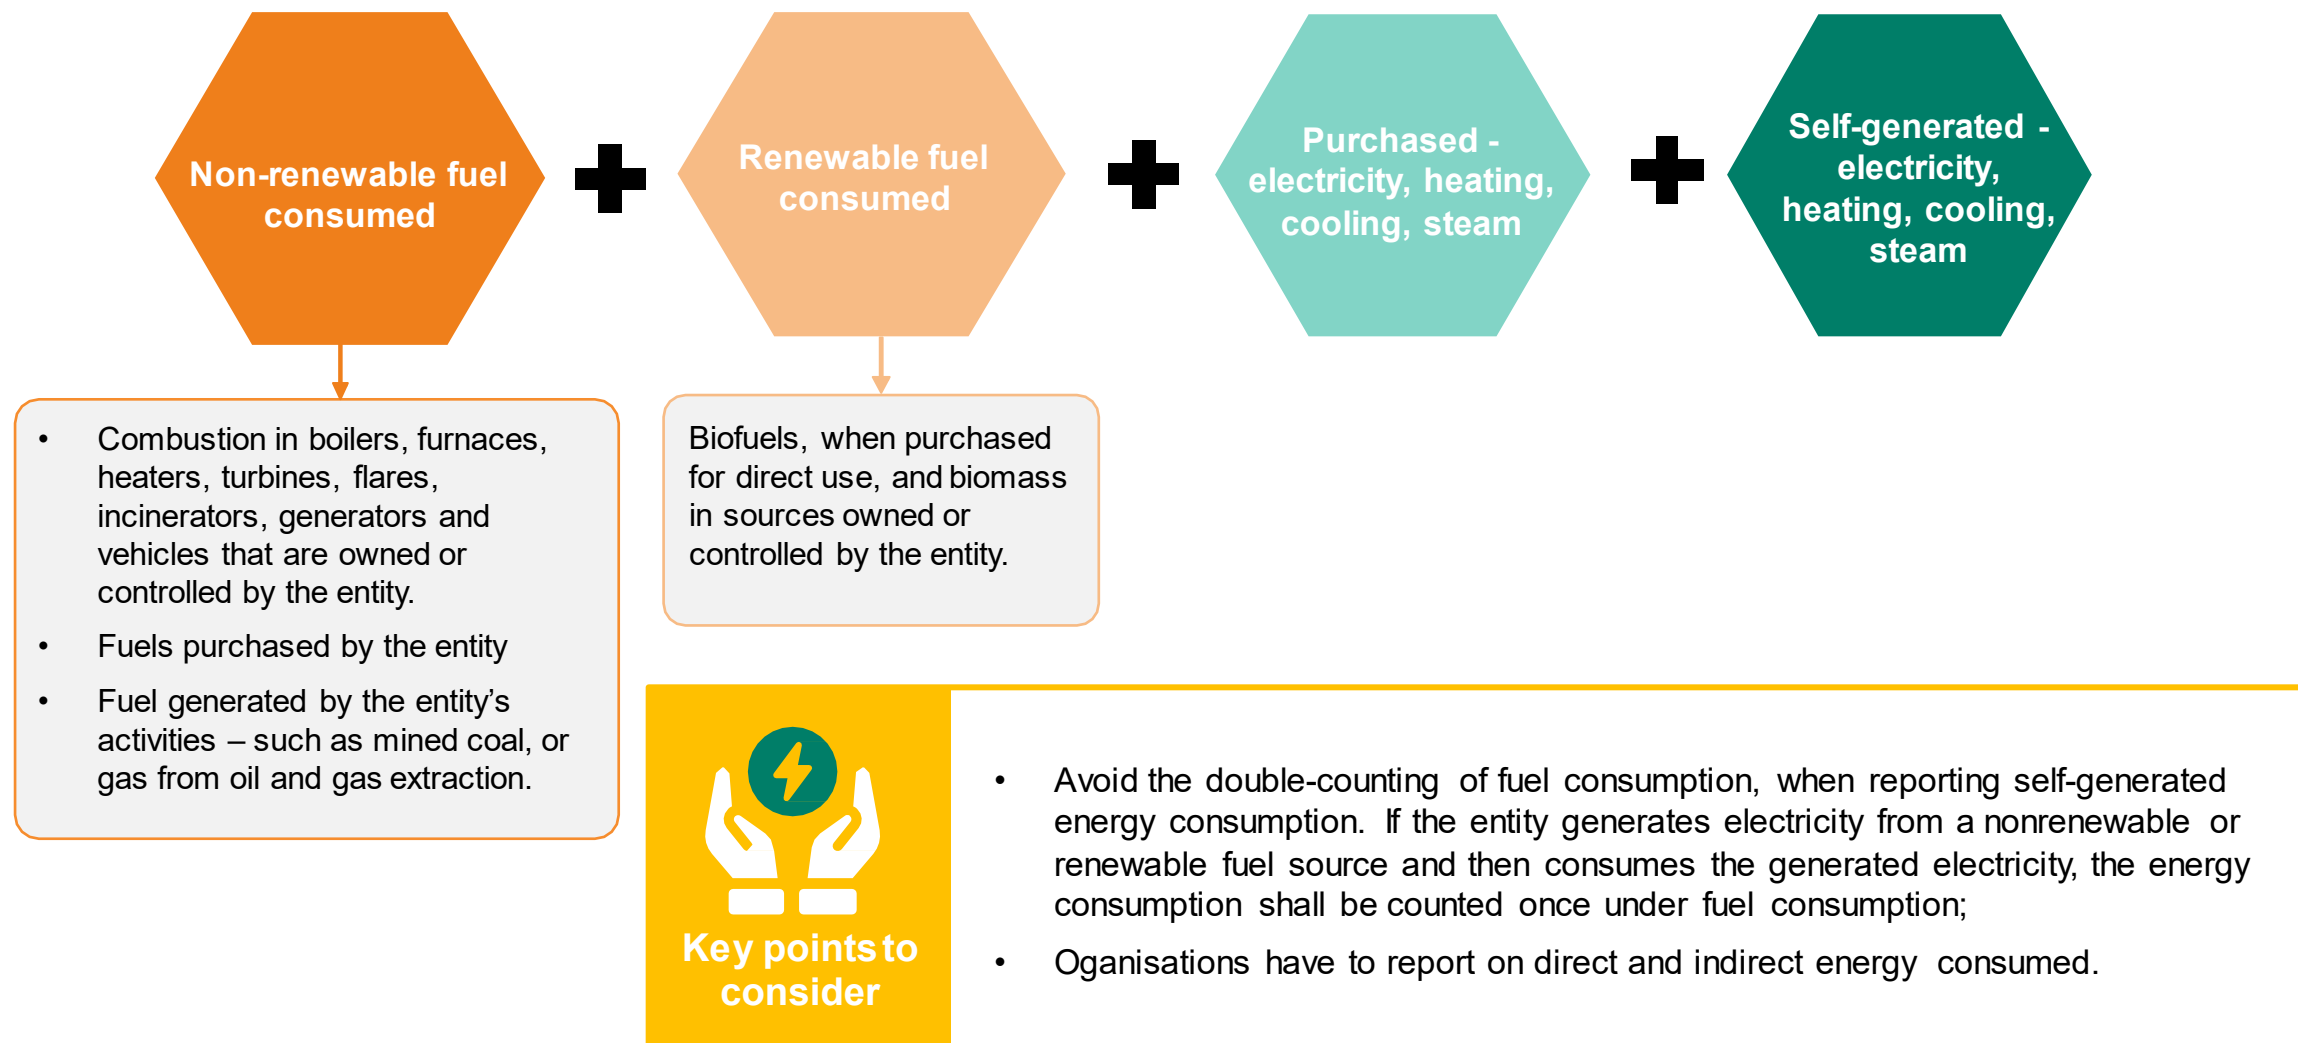 Non-renewable fuel
consumed
Renewable fuel
consumed
Purchased -
electricity, heating,
cooling, steam
Self-generated -
electricity,
heating, cooling,
steam
• Combustion in boilers, furnaces,
heaters, turbines, flares,
incinerators, generators and
vehicles that are owned or
controlled by the entity.
• Fuels purchased by the entity
• Fuel generated by the entity’s
activities – such as mined coal, or
gas from oil and gas extraction.
Biofuels, when purchased
for direct use, and biomass
in sources owned or
controlled by the entity.
Key points to
consider
• Avoid the double-counting of fuel consumption, when reporting self-generated
energy consumption. If the entity generates electricity from a nonrenewable or
renewable fuel source and then consumes the generated electricity, the energy
consumption shall be counted once under fuel consumption;
• Oganisations have to report on direct and indirect energy consumed.